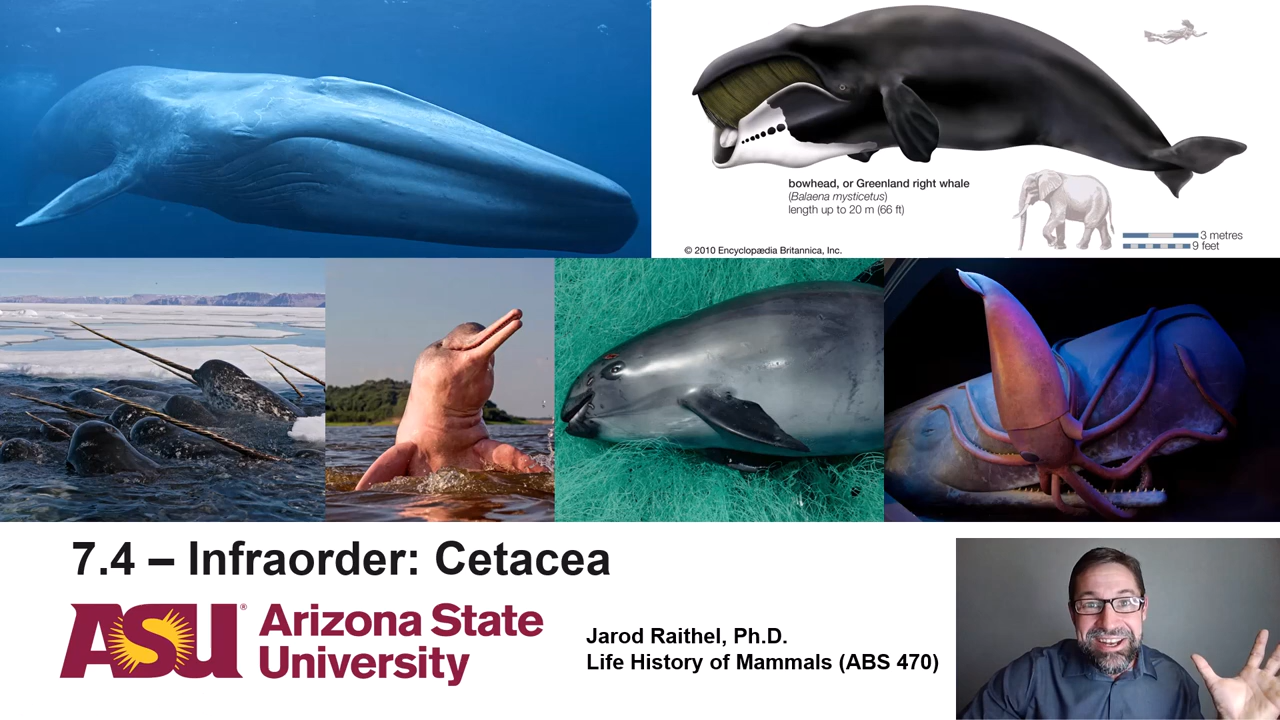 bowhead, or Greenland right whale
(Balaena mysticetus)
length up to 20 m (66 ft)
3 metres
9 feet
© 2010 Encyclopædia Britannica, Inc.
7.4 – Infraorder: Cetacea
ASU® Arizona State
University
Jarod Raithel, Ph.D.
Life History of Mammals (ABS 470)